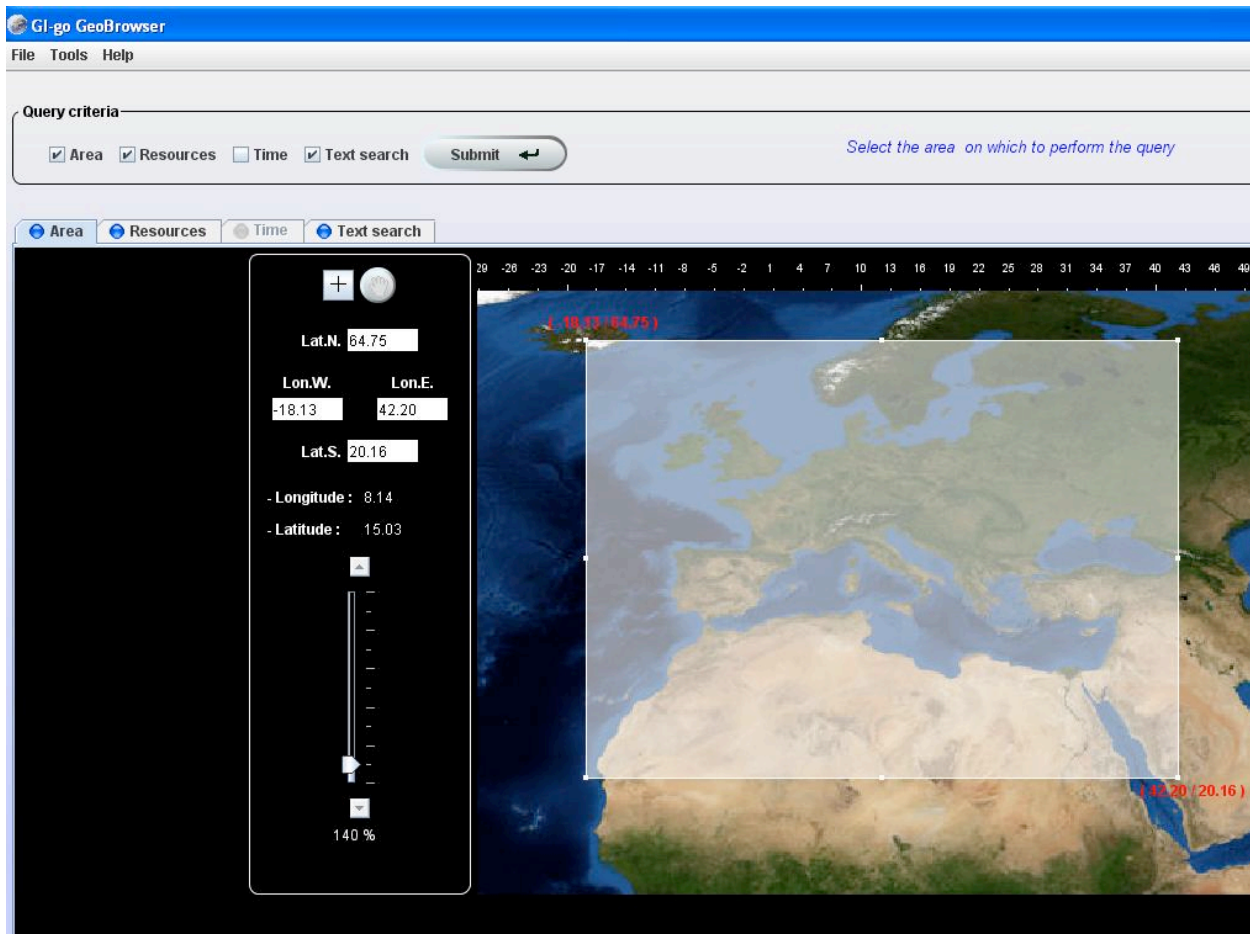 GI-go GeoBrowser
File Tools Help
Query criteria
Area Resources Time Text search Submit
Select the area on which to perform the query
Area Resources Time Text search
29 -26 -23 -20 -17 -14 -11 -8 -5 -2 1 4 7 10 13 16 19 22 25 28 31 34 37 40 43 46 49
( -18.13 / 64.75 )
Lat.N. 64.75
Lon.W. Lon.E.
-18.13 42.20
Lat.S. 20.16
- Longitude : 8.14
- Latitude : 15.03
( 42.20 / 20.16 )
140 %